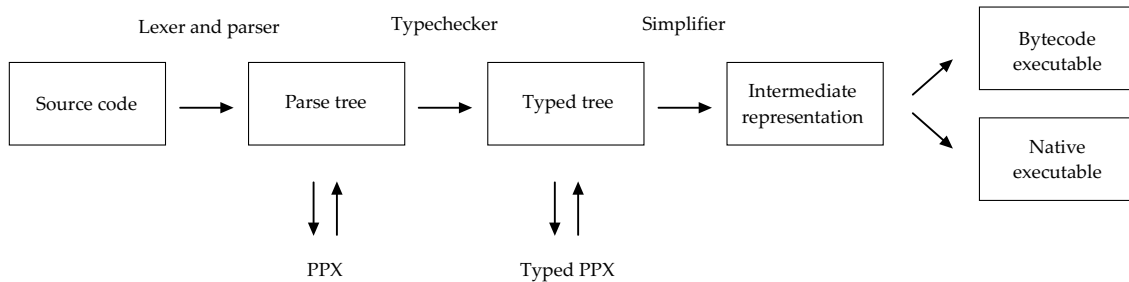 Lexer and parser
Typechecker
Simplifier
Bytecode
executable
Source code
Parse tree
Typed tree
Intermediate
representation
Native
executable
PPX
Typed PPX